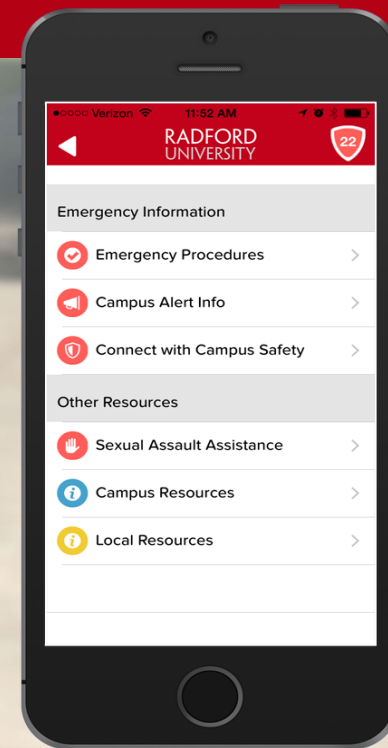 Verizon 11:52 AM
RADFORD
UNIVERSITY
22
Emergency Information
Emergency Procedures
Campus Alert Info
Connect with Campus Safety
Other Resources
Sexual Assault Assistance
Campus Resources
Local Resources